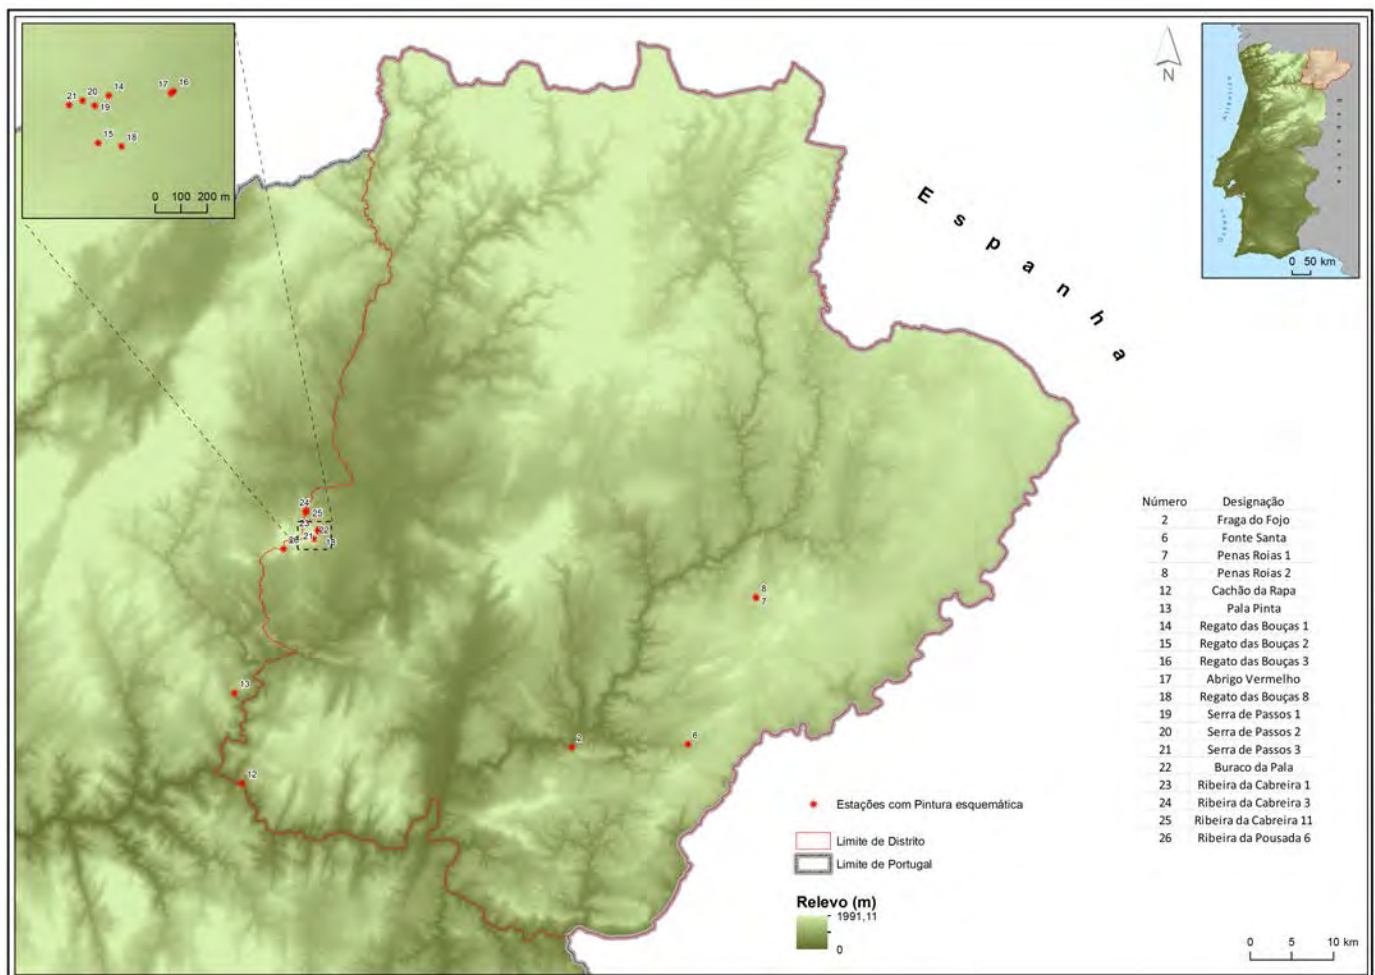 21
20
14
19
17
16
15
18
0 100 200 m
N
Espanha
0 50 km
24
25
23
22
21
26
8
7
13
2
6
12
Número Designação
2 Fraga do Fojo
6 Fonte Santa
7 Penas Roias 1
8 Penas Roias 2
12 Cachão da Rapa
13 Pala Pinta
14 Regato das Bouças 1
15 Regato das Bouças 2
16 Regato das Bouças 3
17 Abrigo Vermelho
18 Regato das Bouças 8
19 Serra de Passos 1
20 Serra de Passos 2
21 Serra de Passos 3
22 Buraco da Pala
23 Ribeira da Cabreira 1
24 Ribeira da Cabreira 3
25 Ribeira da Cabreira 11
26 Ribeira da Pousada 6
Estações com Pintura esquemática
Limite de Distrito
Limite de Portugal
Relevo (m)
1991,11
0
0 5 10 km